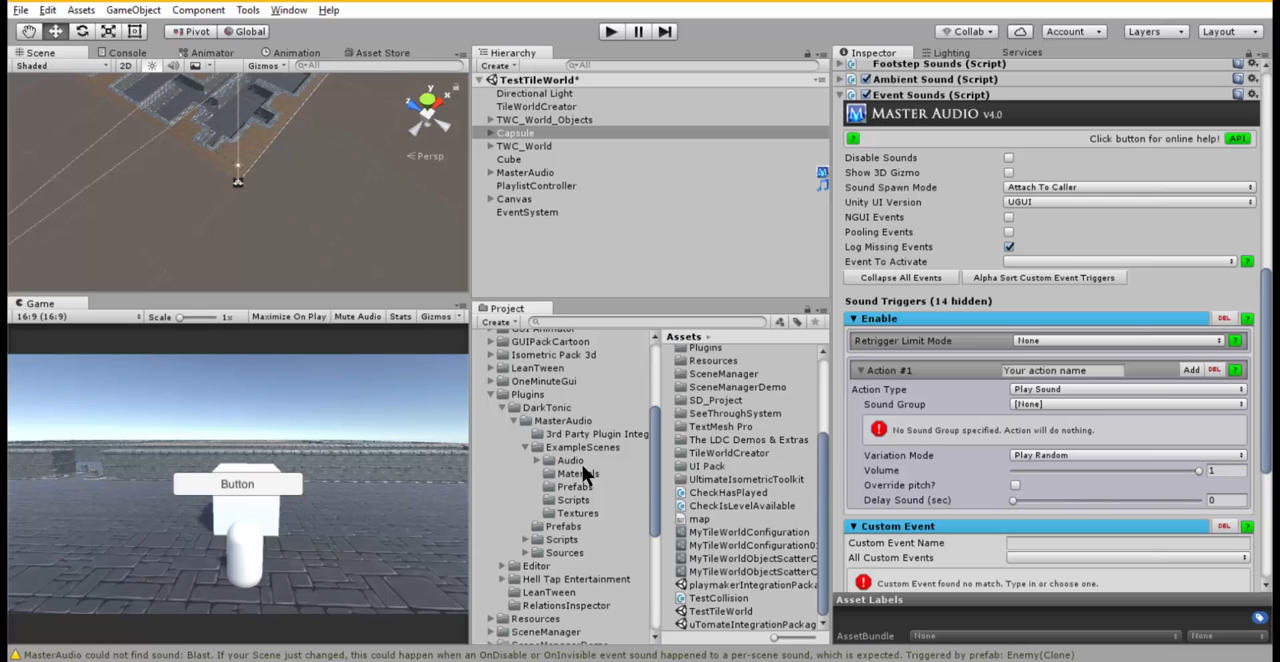 File Edit Assets GameObject Component Tools Window Help
Pivot Global Collab Account Layers Layout
Scene Console Animator Animation Asset Store
Shaded 2D Gizmos All
y x z
Persp
Game
16:9 (16:9) Scale 1x Maximize On Play Mute Audio Stats Gizmos
Button
Hierarchy
Create All
TestTileWorld*
Directional Light
TileWorldCreator
TWC_World_Objects
Capsule
TWC_World
Cube
MasterAudio
PlaylistController
Canvas
EventSystem
Project
Create
GUI Animator
GUIPackCartoon
Isometric Pack 3d
LeanTween
OneMinuteGui
Plugins
DarkTonic
MasterAudio
3rd Party Plugin Integ
ExampleScenes
Audio
Materials
Prefabs
Scripts
Textures
Prefabs
Scripts
Sources
Editor
Hell Tap Entertainment
LeanTween
RelationsInspector
Resources
SceneManager
SceneManagerDemo
Assets
Plugins
Resources
SceneManager
SceneManagerDemo
SD_Project
SeeThroughSystem
TextMesh Pro
The LDC Demos & Extras
TileWorldCreator
UI Pack
UltimateIsometricToolkit
CheckHasPlayed
CheckIsLevelAvailable
map
MyTileWorldConfiguration
MyTileWorldConfiguration0
MyTileWorldObjectScatterC
MyTileWorldObjectScatterC
playmakerIntegrationPacka
TestCollision
TestTileWorld
uTomateIntegrationPackag
Inspector Lighting Services
Footstep Sounds (Script)
Ambient Sound (Script)
Event Sounds (Script)
M MASTER AUDIO V4.0
? Click button for online help! API
Disable Sounds
Show 3D Gizmo
Sound Spawn Mode Attach To Caller
Unity UI Version UGUI
NGUI Events
Pooling Events
Log Missing Events
Event To Activate ?
Collapse All Events Alpha Sort Custom Event Triggers
Sound Triggers (14 hidden)
Enable DEL ?
Retrigger Limit Mode None ?
Action #1 Your action name Add DEL ?
Action Type Play Sound
Sound Group [None]
No Sound Group specified. Action will do nothing.
Variation Mode Play Random
Volume 1
Override pitch?
Delay Sound (sec) 0
Custom Event DEL ?
Custom Event Name
All Custom Events
Custom Event found no match. Type in or choose one.
Asset Labels
AssetBundle None None
MasterAudio could not find sound: Blast. If your Scene just changed, this could happen when an OnDisable or OnInvisible event sound happened to a per-scene sound, which is expected. Triggered by prefab: Enemy(Clone)